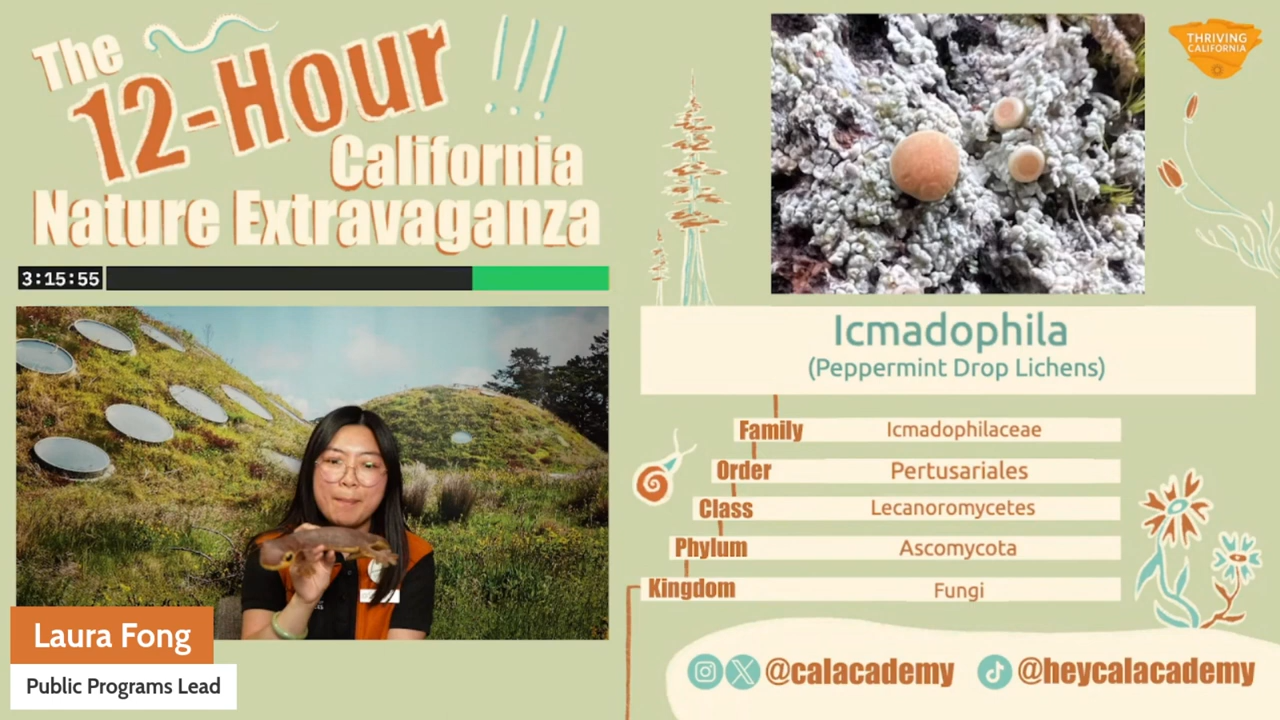 The
12-Hour !!!
California
Nature Extravaganza
3:15:55
Laura Fong
Public Programs Lead
THRIVING
CALIFORNIA
Icmadophila
(Peppermint Drop Lichens)
Family Icmadophilaceae
Order Pertusariales
Class Lecanoromycetes
Phylum Ascomycota
Kingdom Fungi
@calacademy @heycalacademy